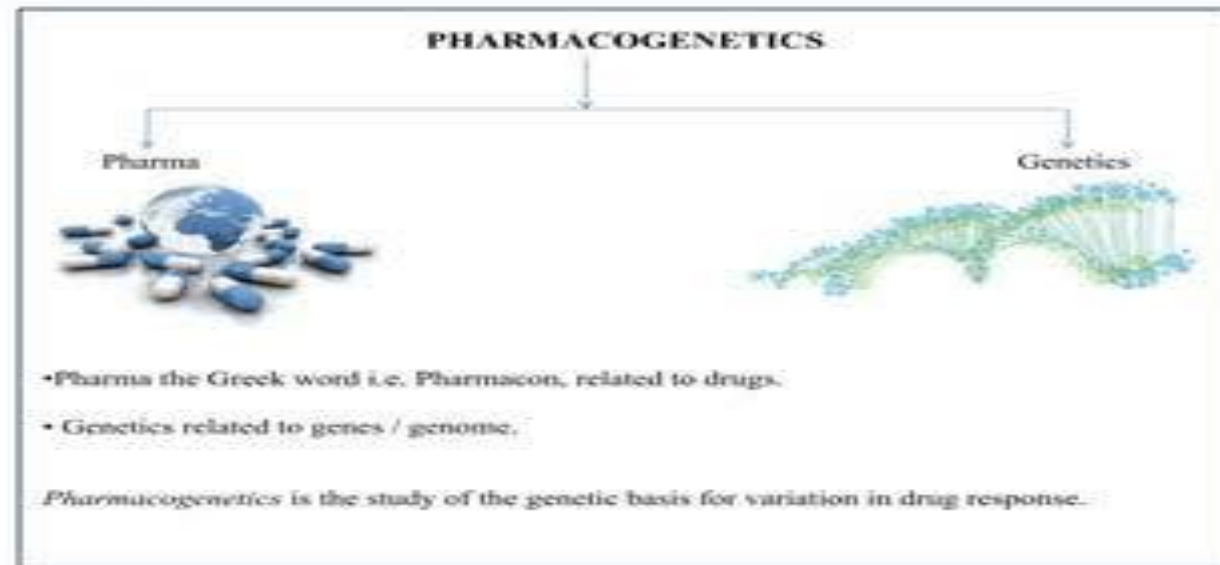 PHARMACOGENETICS
Pharma
Genetics
•Pharma the Greek word i.e. Pharmacon, related to drugs.
• Genetics related to genes / genome.
Pharmacogenetics is the study of the genetic basis for variation in drug response.